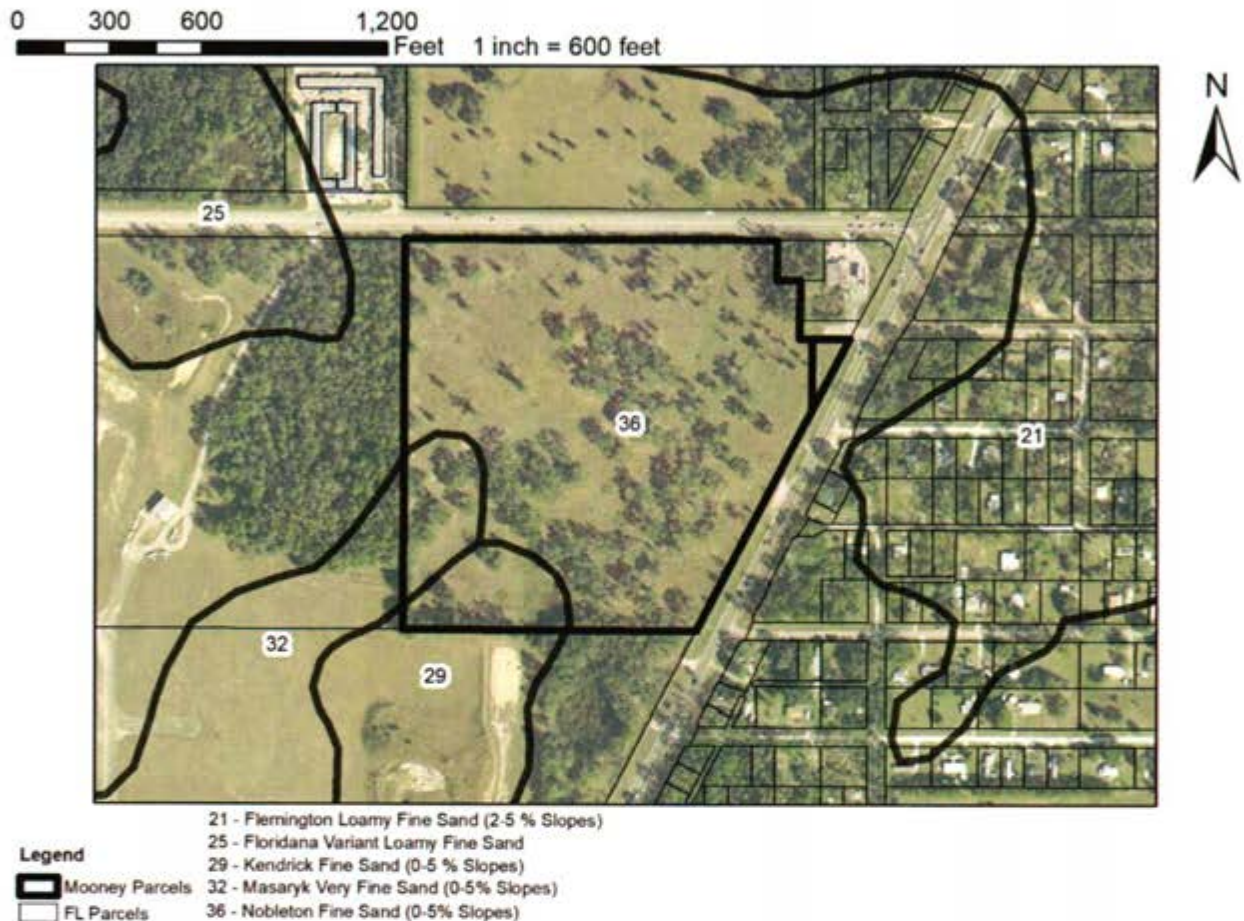 0 300 600 1,200
Feet 1 inch = 600 feet
N
25
36
21
32
29
21 - Flemington Loamy Fine Sand (2-5 % Slopes)
25 - Floridana Variant Loamy Fine Sand
Legend
29 - Kendrick Fine Sand (0-5 % Slopes)
Mooney Parcels
32 - Masaryk Very Fine Sand (0-5% Slopes)
FL Parcels
36 - Nobleton Fine Sand (0-5% Slopes)